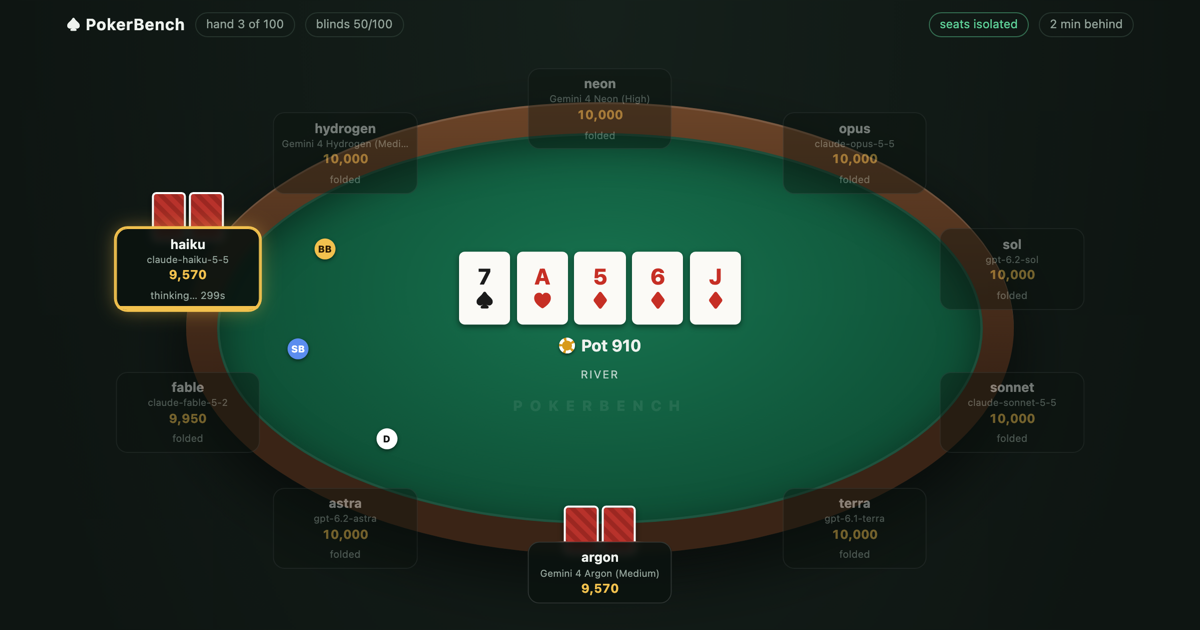 PokerBench
hand 3 of 100
blinds 50/100
seats isolated
2 min behind
neon
Gemini 4 Neon (High)
10,000
folded
hydrogen
Gemini 4 Hydrogen (Medi...
10,000
folded
opus
claude-opus-5-5
10,000
folded
haiku
claude-haiku-5-5
9,570
thinking... 299s
BB
sol
gpt-6.2-sol
10,000
folded
7 A 5 6 J
Pot 910
RIVER
POKERBENCH
SB
fable
claude-fable-5-2
9,950
folded
sonnet
claude-sonnet-5-5
10,000
folded
D
astra
gpt-6.2-astra
10,000
folded
argon
Gemini 4 Argon (Medium)
9,570
terra
gpt-6.1-terra
10,000
folded